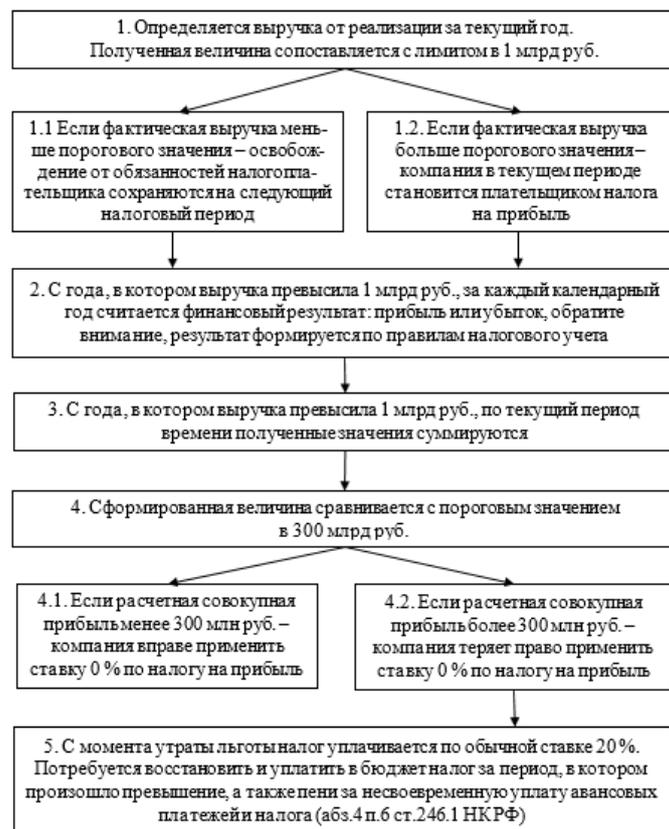 1. Определяется выручка от реализации за текущий год.
Полученная величина сопоставляется с лимитом в 1 млрд руб.
1.1 Если фактическая выручка мень-
ше порогового значения – освобож-
дение от обязанностей налогопла-
тельщика сохраняются на следующий
налоговый период
1.2. Если фактическая выручка
больше порогового значения –
компания в текущем периоде
становится плательщиком налога
на прибыль
2. С года, в котором выручка превысила 1 млрд руб., за каждый календарный
год считается финансовый результат: прибыль или убыток, обратите
внимание, результат формируется по правилам налогового учета
3. С года, в котором выручка превысила 1 млрд руб., по текущий период
времени полученные значения суммируются
4. Сформированная величина сравнивается с пороговым значением
в 300 млрд руб.
4.1. Если расчетная совокупная
прибыль менее 300 млн руб. –
компания вправе применить
ставку 0 % по налогу на прибыль
4.2. Если расчетная совокупная
прибыль более 300 млн руб. –
компания теряет право применить
ставку 0 % по налогу на прибыль
5. С момента утраты льготы налог уплачивается по обычной ставке 20 %.
Потребуется восстановить и уплатить в бюджет налог за период, в котором
произошло превышение, а также пени за несвоевременную уплату авансовых
платежей и налога (абз.4 п.6 ст.246.1 НК РФ)